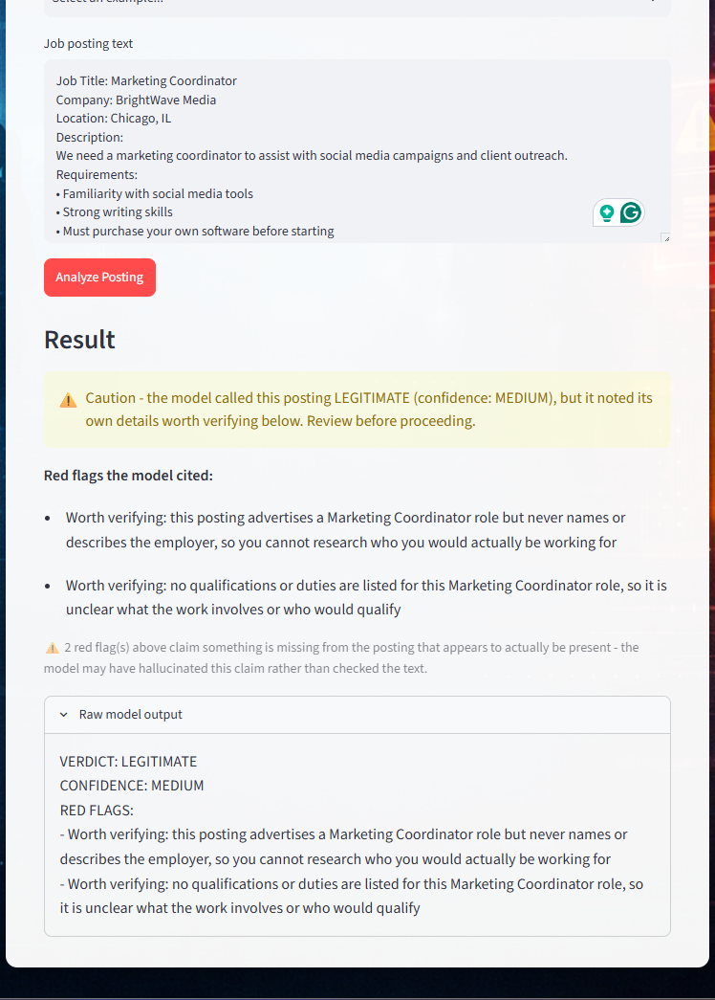 Select an example...
Job posting text
Job Title: Marketing Coordinator
Company: BrightWave Media
Location: Chicago, IL
Description:
We need a marketing coordinator to assist with social media campaigns and client outreach.
Requirements:
• Familiarity with social media tools
• Strong writing skills
• Must purchase your own software before starting
Analyze Posting
Result
Caution - the model called this posting LEGITIMATE (confidence: MEDIUM), but it noted its
own details worth verifying below. Review before proceeding.
Red flags the model cited:
• Worth verifying: this posting advertises a Marketing Coordinator role but never names or
describes the employer, so you cannot research who you would actually be working for
• Worth verifying: no qualifications or duties are listed for this Marketing Coordinator role, so it is
unclear what the work involves or who would qualify
2 red flag(s) above claim something is missing from the posting that appears to actually be present - the
model may have hallucinated this claim rather than checked the text.
Raw model output
VERDICT: LEGITIMATE
CONFIDENCE: MEDIUM
RED FLAGS:
- Worth verifying: this posting advertises a Marketing Coordinator role but never names or
describes the employer, so you cannot research who you would actually be working for
- Worth verifying: no qualifications or duties are listed for this Marketing Coordinator role, so
it is unclear what the work involves or who would qualify